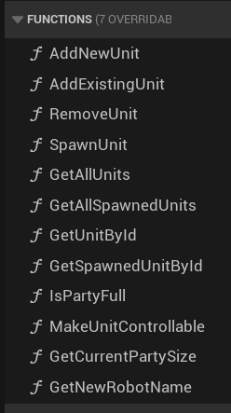 FUNCTIONS (7 OVERRIDAB
AddNewUnit
AddExistingUnit
RemoveUnit
SpawnUnit
GetAllUnits
GetAllSpawnedUnits
GetUnitById
GetSpawnedUnitById
IsPartyFull
MakeUnitControllable
GetCurrentPartySize
GetNewRobotName